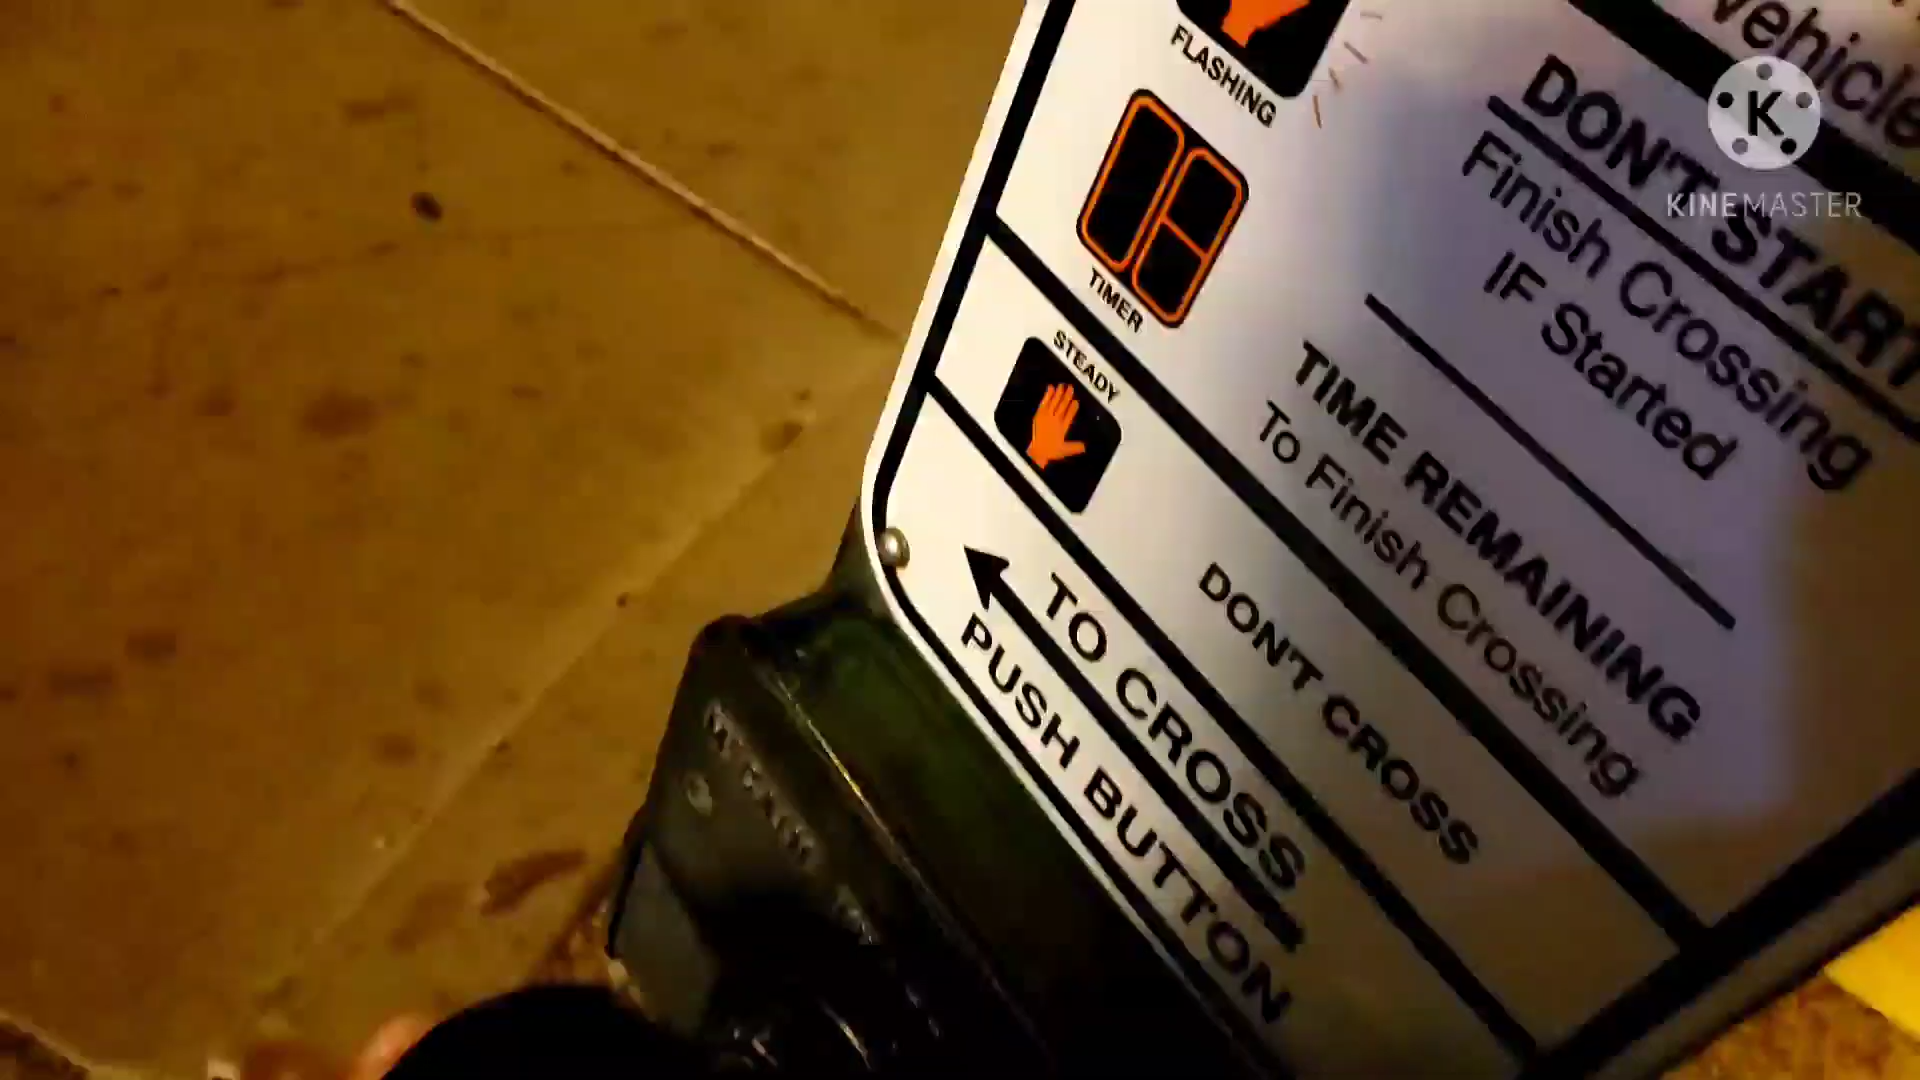 Vehicle
FLASHING
DON'T START
Finish Crossing
IF Started
TIMER
TIME REMAINING
To Finish Crossing
STEADY
DON'T CROSS
TO CROSS
PUSH BUTTON
K
KINEMASTER